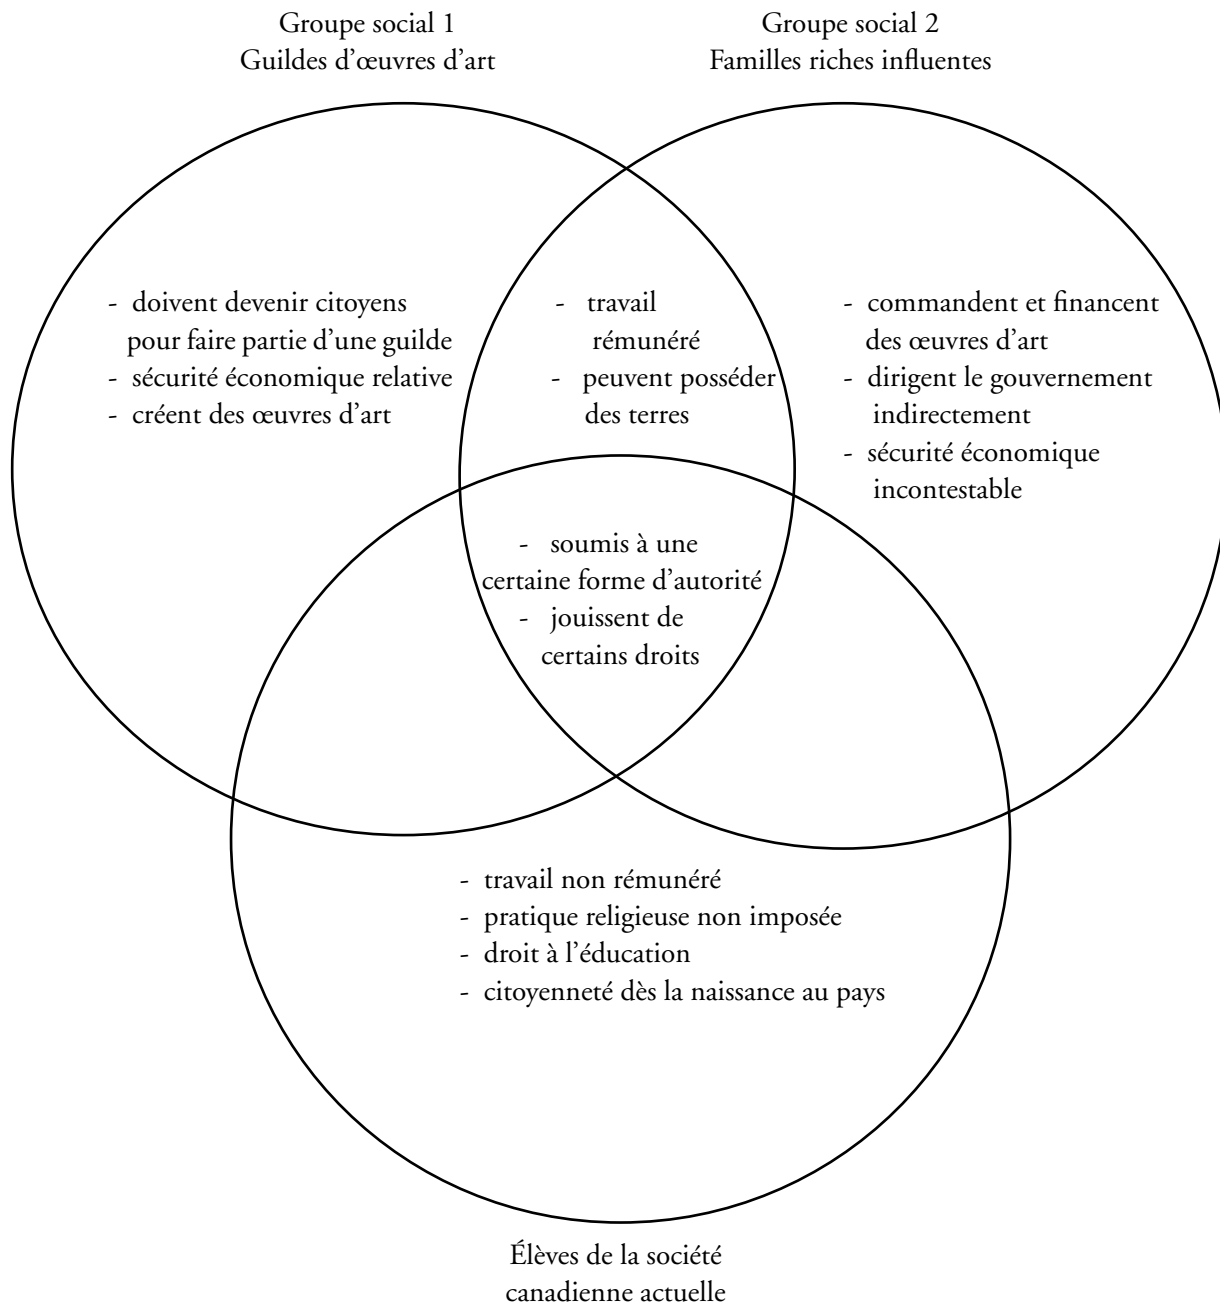 Groupe social 1
Guildes d'œuvres d'art
Groupe social 2
Familles riches influentes
- doivent devenir citoyens
pour faire partie d'une guilde
- sécurité économique relative
- créent des œuvres d'art
- travail
rémunéré
- peuvent posséder
des terres
- commandent et financent
des œuvres d'art
- dirigent le gouvernement
indirectement
- sécurité économique
incontestable
- soumis à une
certaine forme d'autorité
- jouissent de
certains droits
- travail non rémunéré
- pratique religieuse non imposée
- droit à l'éducation
- citoyenneté dès la naissance au pays
Élèves de la société
canadienne actuelle